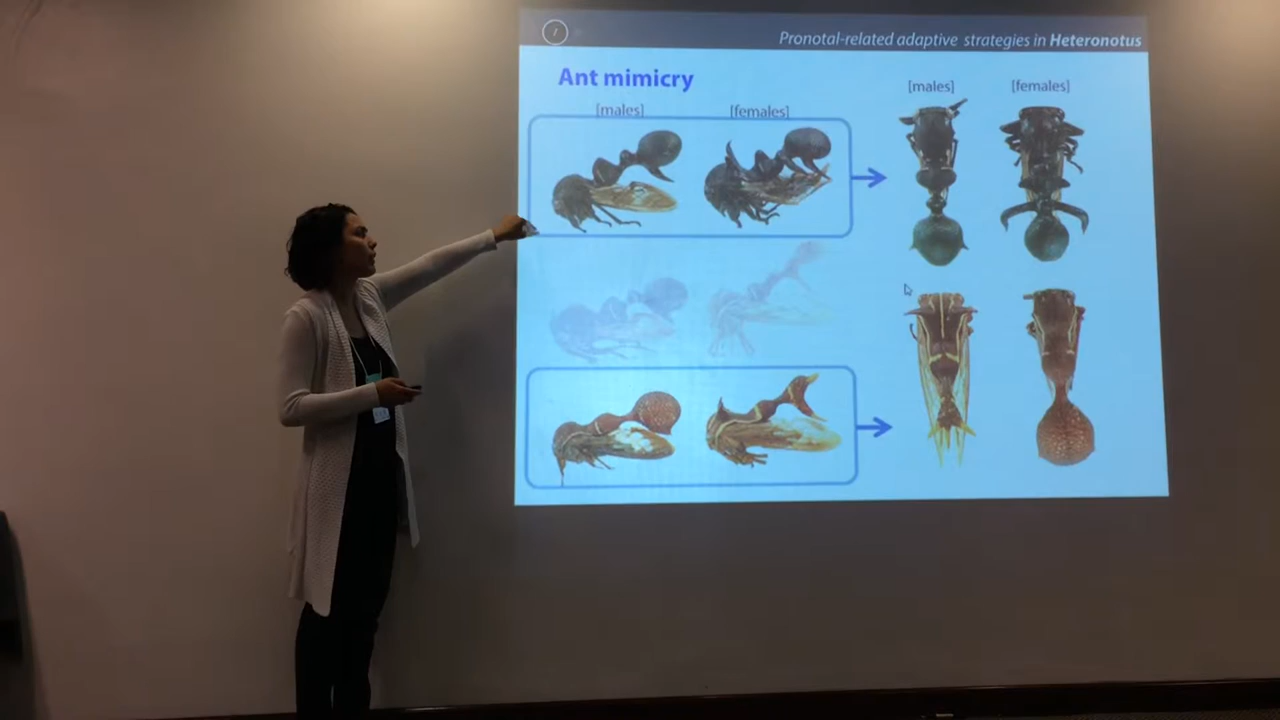 Pronotal-related adaptive strategies in Heteronotus
Ant mimicry
[males] [females]
[males] [females]